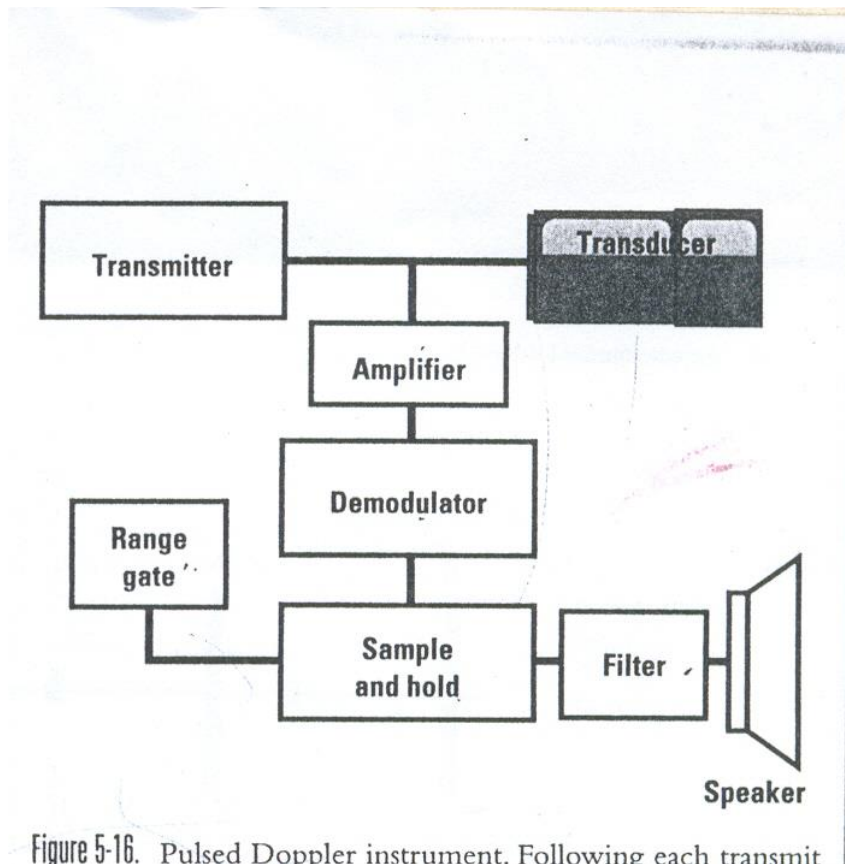 Transmitter
Transducer
Amplifier
Demodulator
Range
gate
Sample
and hold
Filter
Speaker
Figure 5-16. Pulsed Doppler instrument. Following each transmit